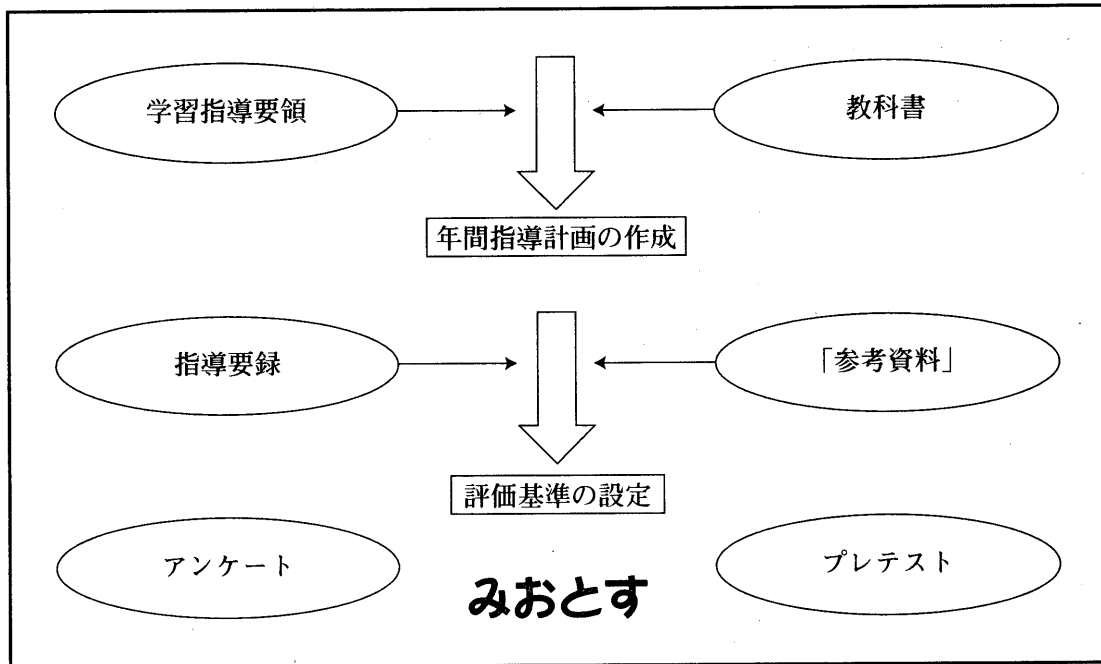 学習指導要領
教科書
年間指導計画の作成
指導要録
「参考資料」
評価基準の設定
アンケート
プレテスト
みおとす